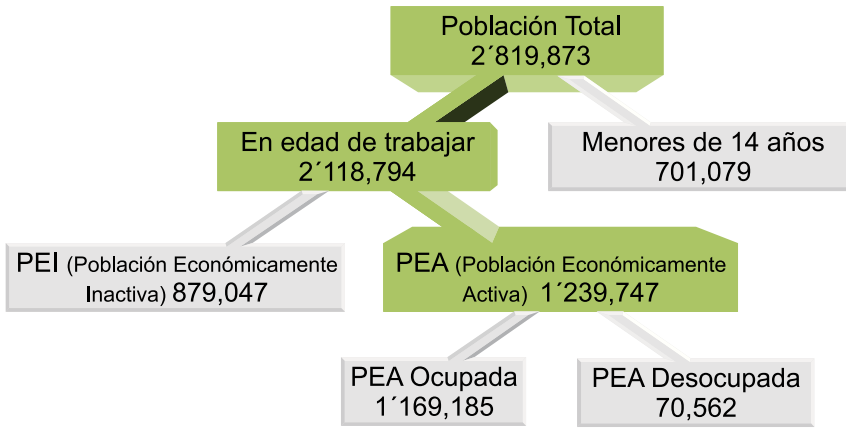 Población Total
2´819,873
En edad de trabajar
2´118,794
Menores de 14 años
701,079
PEI (Población Económicamente
Inactiva) 879,047
PEA (Población Económicamente
Activa) 1´239,747
PEA Ocupada
1´169,185
PEA Desocupada
70,562